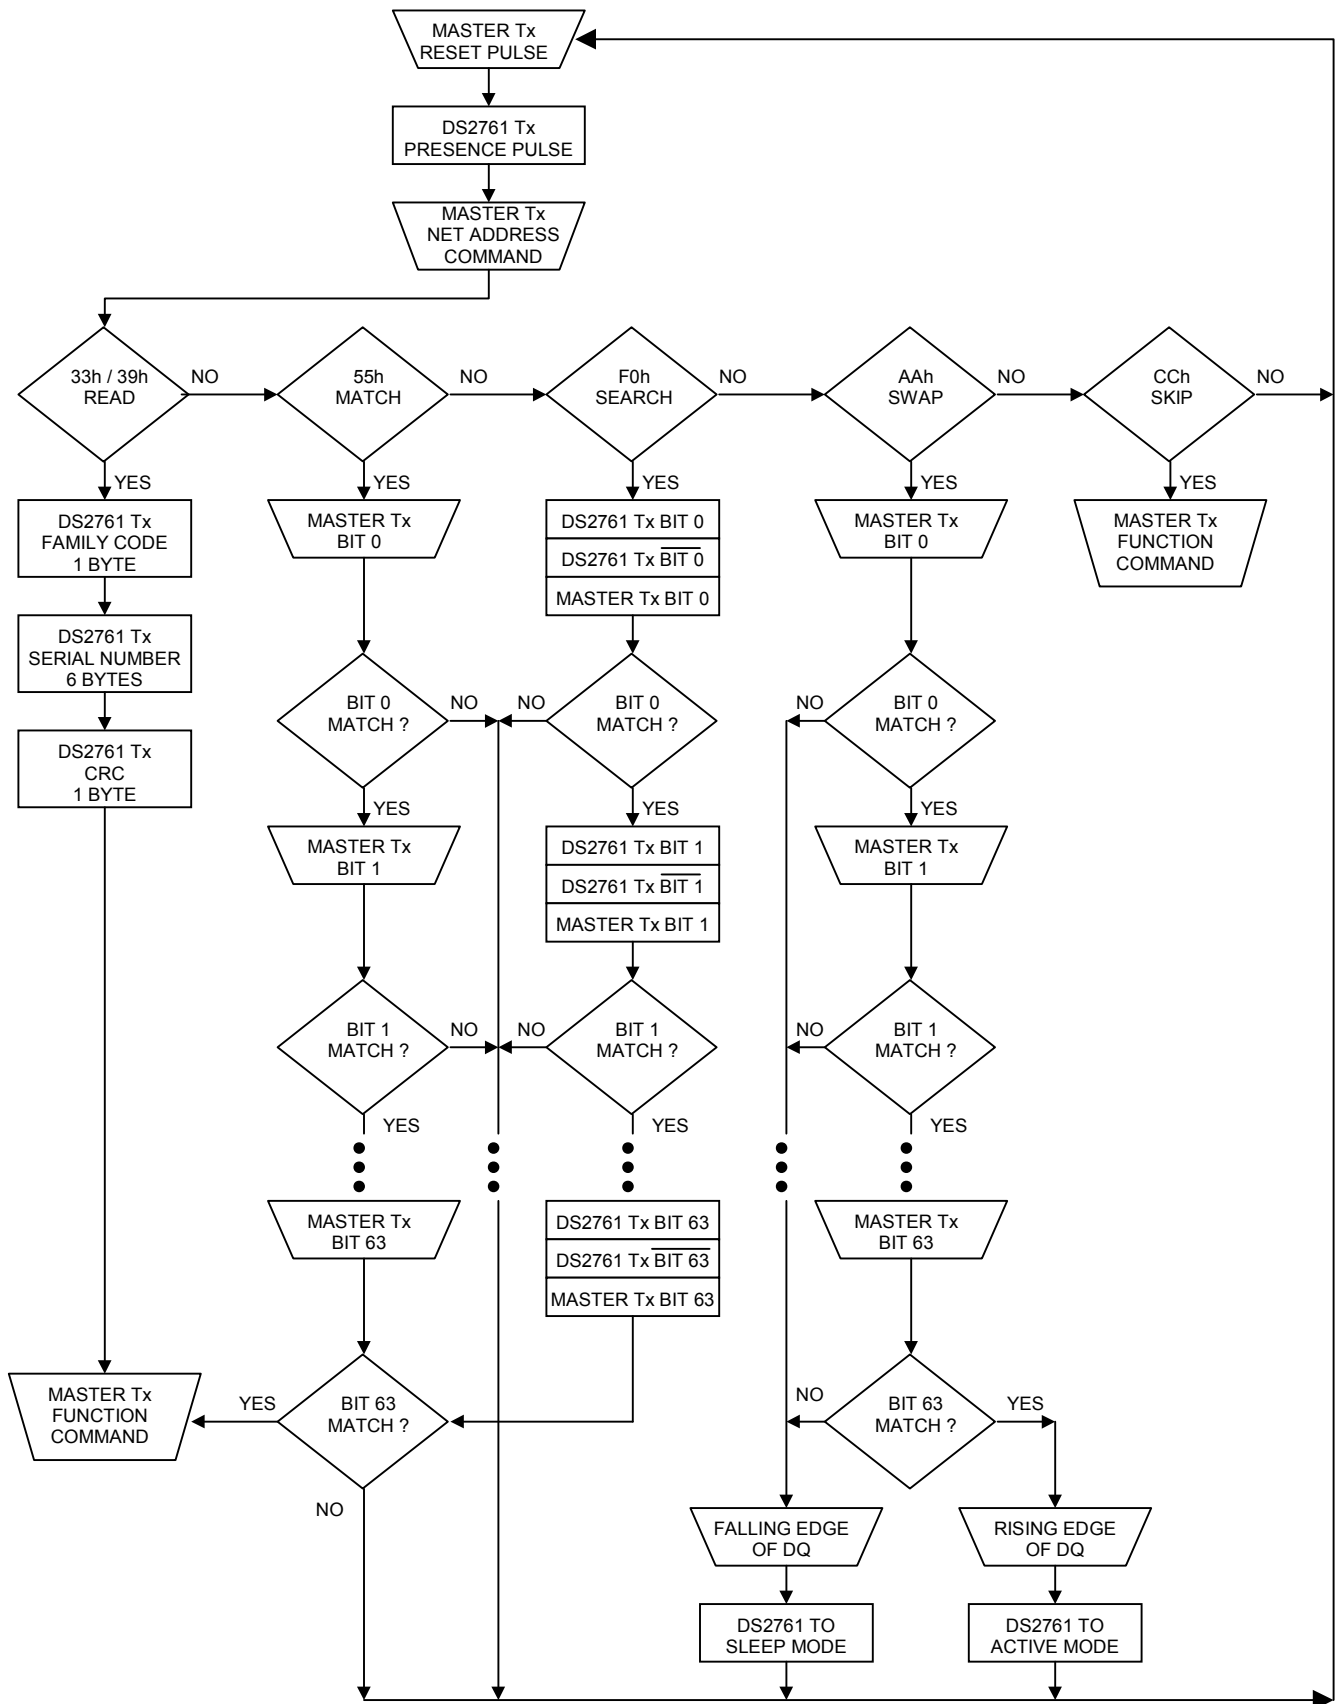 MASTER Tx
RESET PULSE
DS2761 Tx
PRESENCE PULSE
MASTER Tx
NET ADDRESS
COMMAND
33h / 39h
READ
NO
YES
55h
MATCH
NO
YES
F0h
SEARCH
NO
YES
AAh
SWAP
NO
YES
CCh
SKIP
NO
YES
DS2761 Tx
FAMILY CODE
1 BYTE
DS2761 Tx
SERIAL NUMBER
6 BYTES
DS2761 Tx
CRC
1 BYTE
MASTER Tx
FUNCTION
COMMAND
MASTER Tx
BIT 0
BIT 0
MATCH ?
NO
YES
MASTER Tx
BIT 1
BIT 1
MATCH ?
NO
YES
MASTER Tx
BIT 63
BIT 63
MATCH ?
YES
NO
DS2761 Tx BIT 0
DS2761 Tx B̅I̅T̅ ̅0̅
MASTER Tx BIT 0
BIT 0
MATCH ?
NO
YES
DS2761 Tx BIT 1
DS2761 Tx B̅I̅T̅ ̅1̅
MASTER Tx BIT 1
BIT 1
MATCH ?
NO
YES
DS2761 Tx BIT 63
DS2761 Tx B̅I̅T̅ ̅6̅3̅
MASTER Tx BIT 63
MASTER Tx
BIT 0
BIT 0
MATCH ?
NO
YES
MASTER Tx
BIT 1
BIT 1
MATCH ?
NO
YES
MASTER Tx
BIT 63
BIT 63
MATCH ?
NO
YES
FALLING EDGE
OF DQ
DS2761 TO
SLEEP MODE
RISING EDGE
OF DQ
DS2761 TO
ACTIVE MODE
MASTER Tx
FUNCTION
COMMAND